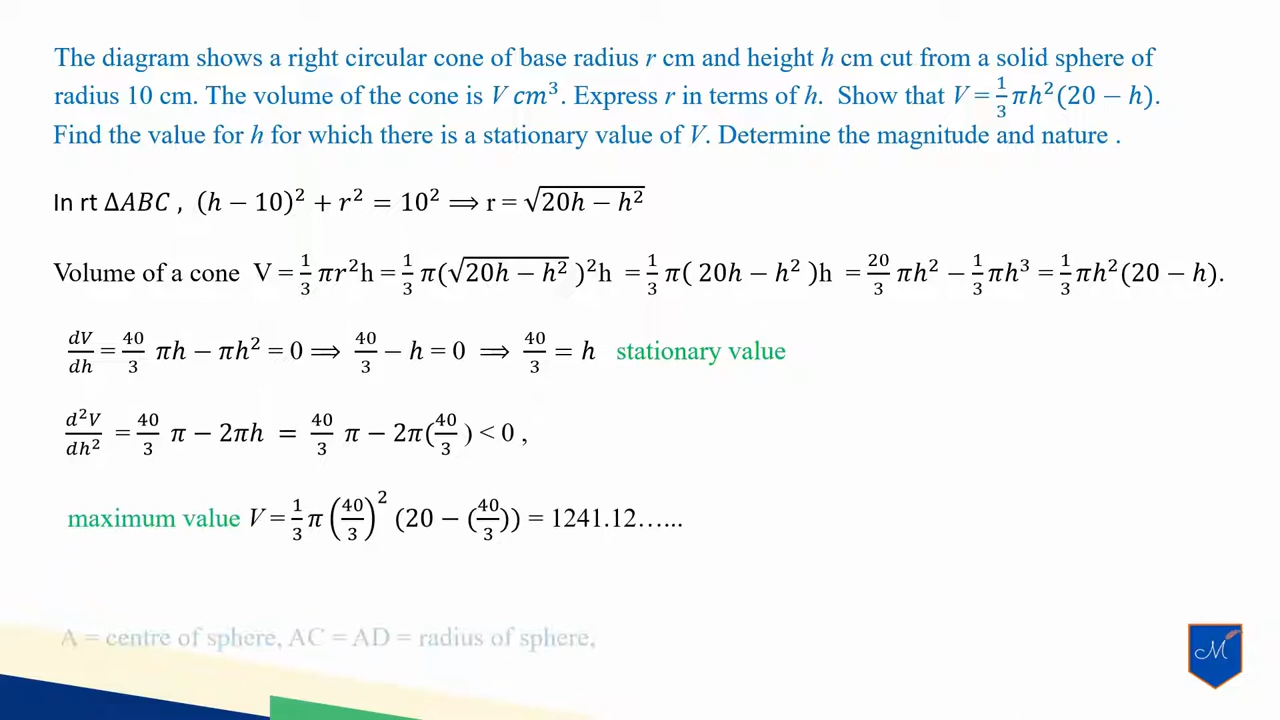 The diagram shows a right circular cone of base radius r cm and height h cm cut from a solid sphere of
radius 10 cm. The volume of the cone is V cm³. Express r in terms of h.  Show that V = 1/3 πh²(20 − h).
Find the value for h for which there is a stationary value of V. Determine the magnitude and nature .
In rt ΔABC ,  (h − 10)² + r² = 10² ⟹ r = √(20h − h²)
Volume of a cone  V = 1/3 πr²h = 1/3 π(√(20h − h²) )²h  = 1/3 π( 20h − h² )h  = 20/3 πh² − 1/3 πh³ = 1/3 πh²(20 − h).
dV/dh = 40/3 πh − πh² = 0 ⟹ 40/3 − h = 0  ⟹ 40/3 = h  stationary value
d²V/dh² = 40/3 π − 2πh  =  40/3 π − 2π(40/3 ) < 0 ,
maximum value V = 1/3 π (40/3)² (20 − (40/3)) = 1241.12…...
A = centre of sphere, AC = AD = radius of sphere,
M